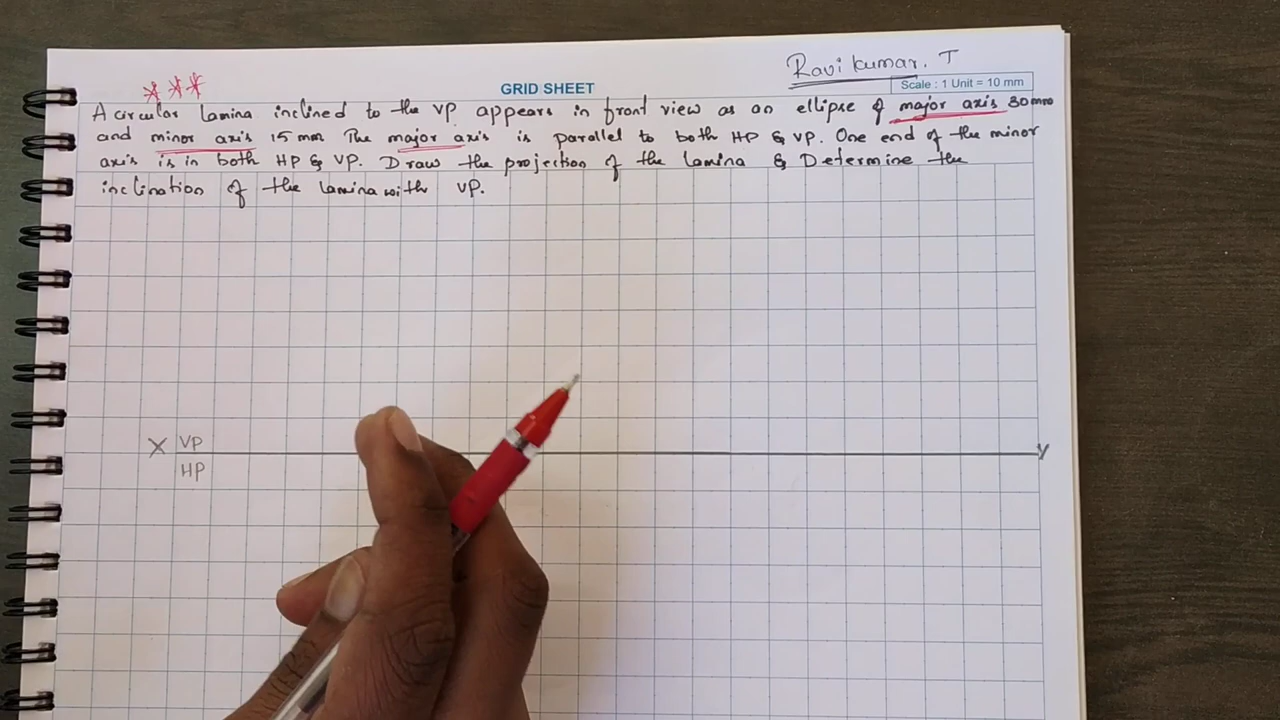 Ravi kumar. T
GRID SHEET
Scale : 1 Unit = 10 mm
A circular lamina inclined to the VP appears in front view as an ellipse of major axis 30mm
and minor axis 15 mm The major axis is parallel to both HP & VP. One end of the minor
axis is in both HP & VP. Draw the projection of the lamina & Determine the
inclination of the lamina with VP.
X VP Y
HP